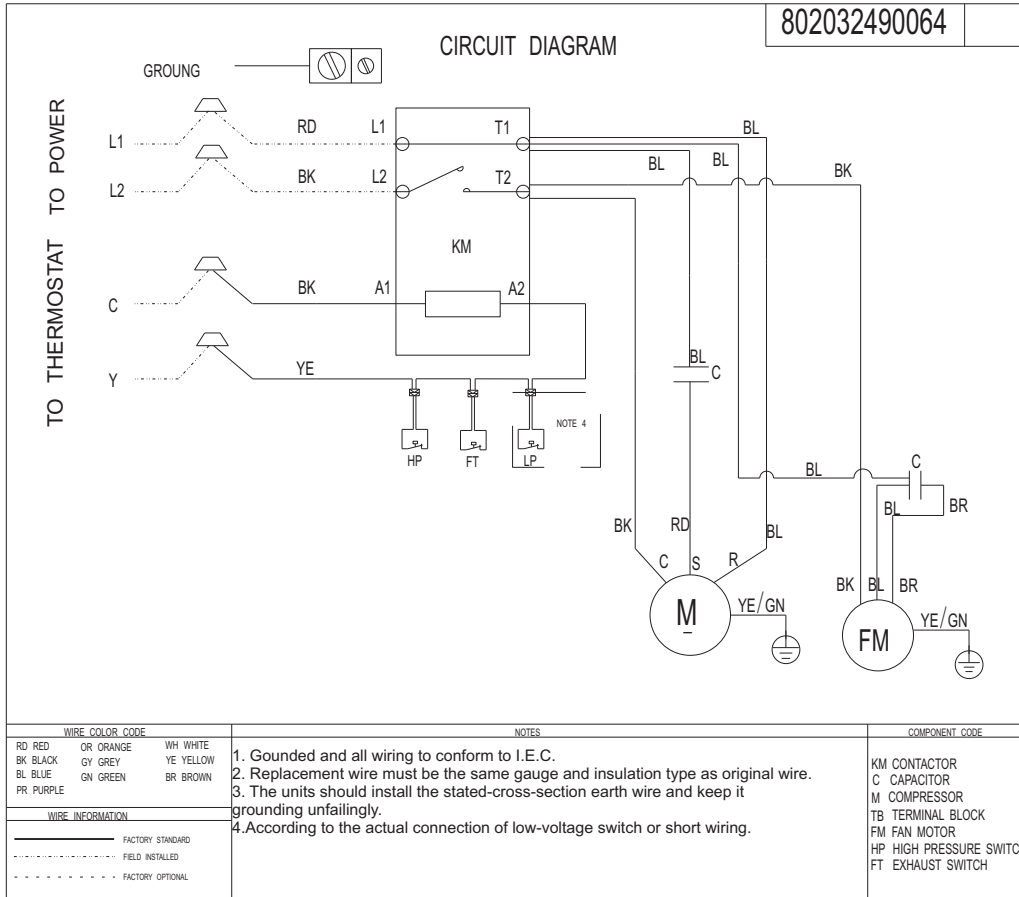 802032490064
CIRCUIT DIAGRAM
GROUNG
TO THERMOSTAT TO POWER
L1 RD L1 T1 BL
BL BL
L2 BK L2 T2 BK
KM
C BK A1 A2
Y YE
BL
C
NOTE 4
HP FT LP
BL C
BL BR
BK RD BL
C S R
BK BL BR
M YE/GN
FM YE/GN
WIRE COLOR CODE
RD RED OR ORANGE WH WHITE
BK BLACK GY GREY YE YELLOW
BL BLUE GN GREEN BR BROWN
PR PURPLE
WIRE INFORMATION
FACTORY STANDARD
FIELD INSTALLED
FACTORY OPTIONAL
NOTES
1. Gounded and all wiring to conform to I.E.C.
2. Replacement wire must be the same gauge and insulation type as original wire.
3. The units should install the stated-cross-section earth wire and keep it
grounding unfailingly.
4.According to the actual connection of low-voltage switch or short wiring.
COMPONENT CODE
KM CONTACTOR
C CAPACITOR
M COMPRESSOR
TB TERMINAL BLOCK
FM FAN MOTOR
HP HIGH PRESSURE SWITC
FT EXHAUST SWITCH